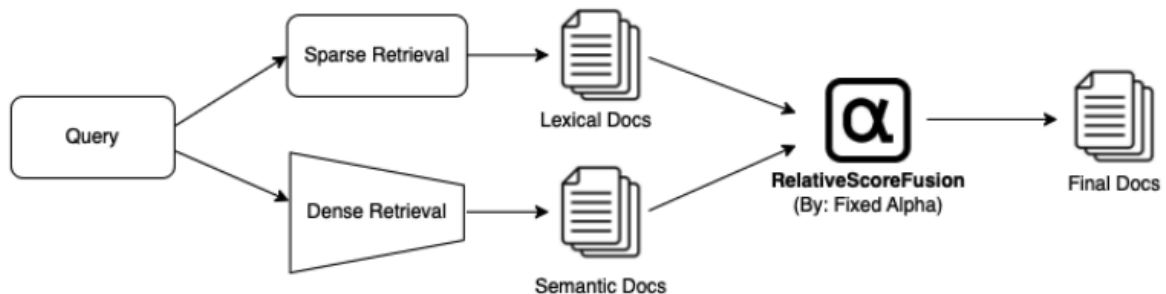 Query
Sparse Retrieval
Lexical Docs
Dense Retrieval
Semantic Docs
α
RelativeScoreFusion
(By: Fixed Alpha)
Final Docs